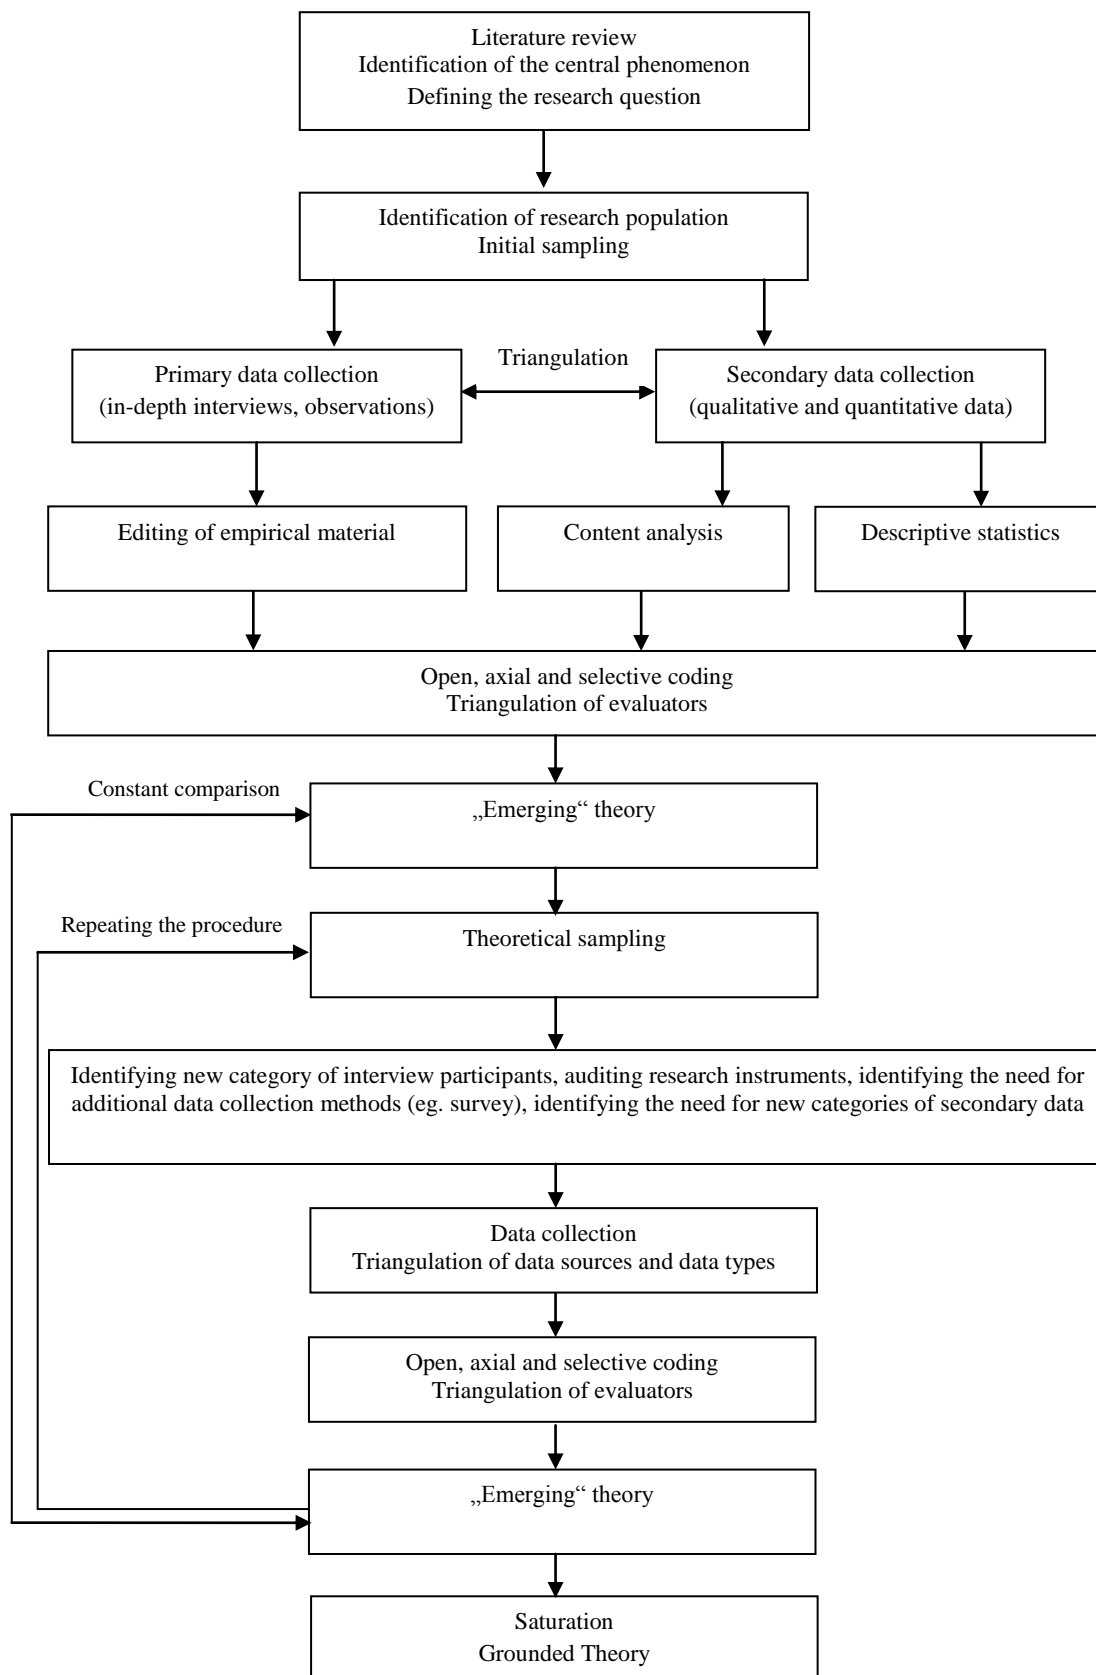 Literature review
Identification of the central phenomenon
Defining the research question
Identification of research population
Initial sampling
Triangulation
Primary data collection
(in-depth interviews, observations)
Secondary data collection
(qualitative and quantitative data)
Editing of empirical material
Content analysis
Descriptive statistics
Open, axial and selective coding
Triangulation of evaluators
Constant comparison
„Emerging“ theory
Repeating the procedure
Theoretical sampling
Identifying new category of interview participants, auditing research instruments, identifying the need for
additional data collection methods (eg. survey), identifying the need for new categories of secondary data
Data collection
Triangulation of data sources and data types
Open, axial and selective coding
Triangulation of evaluators
„Emerging“ theory
Saturation
Grounded Theory